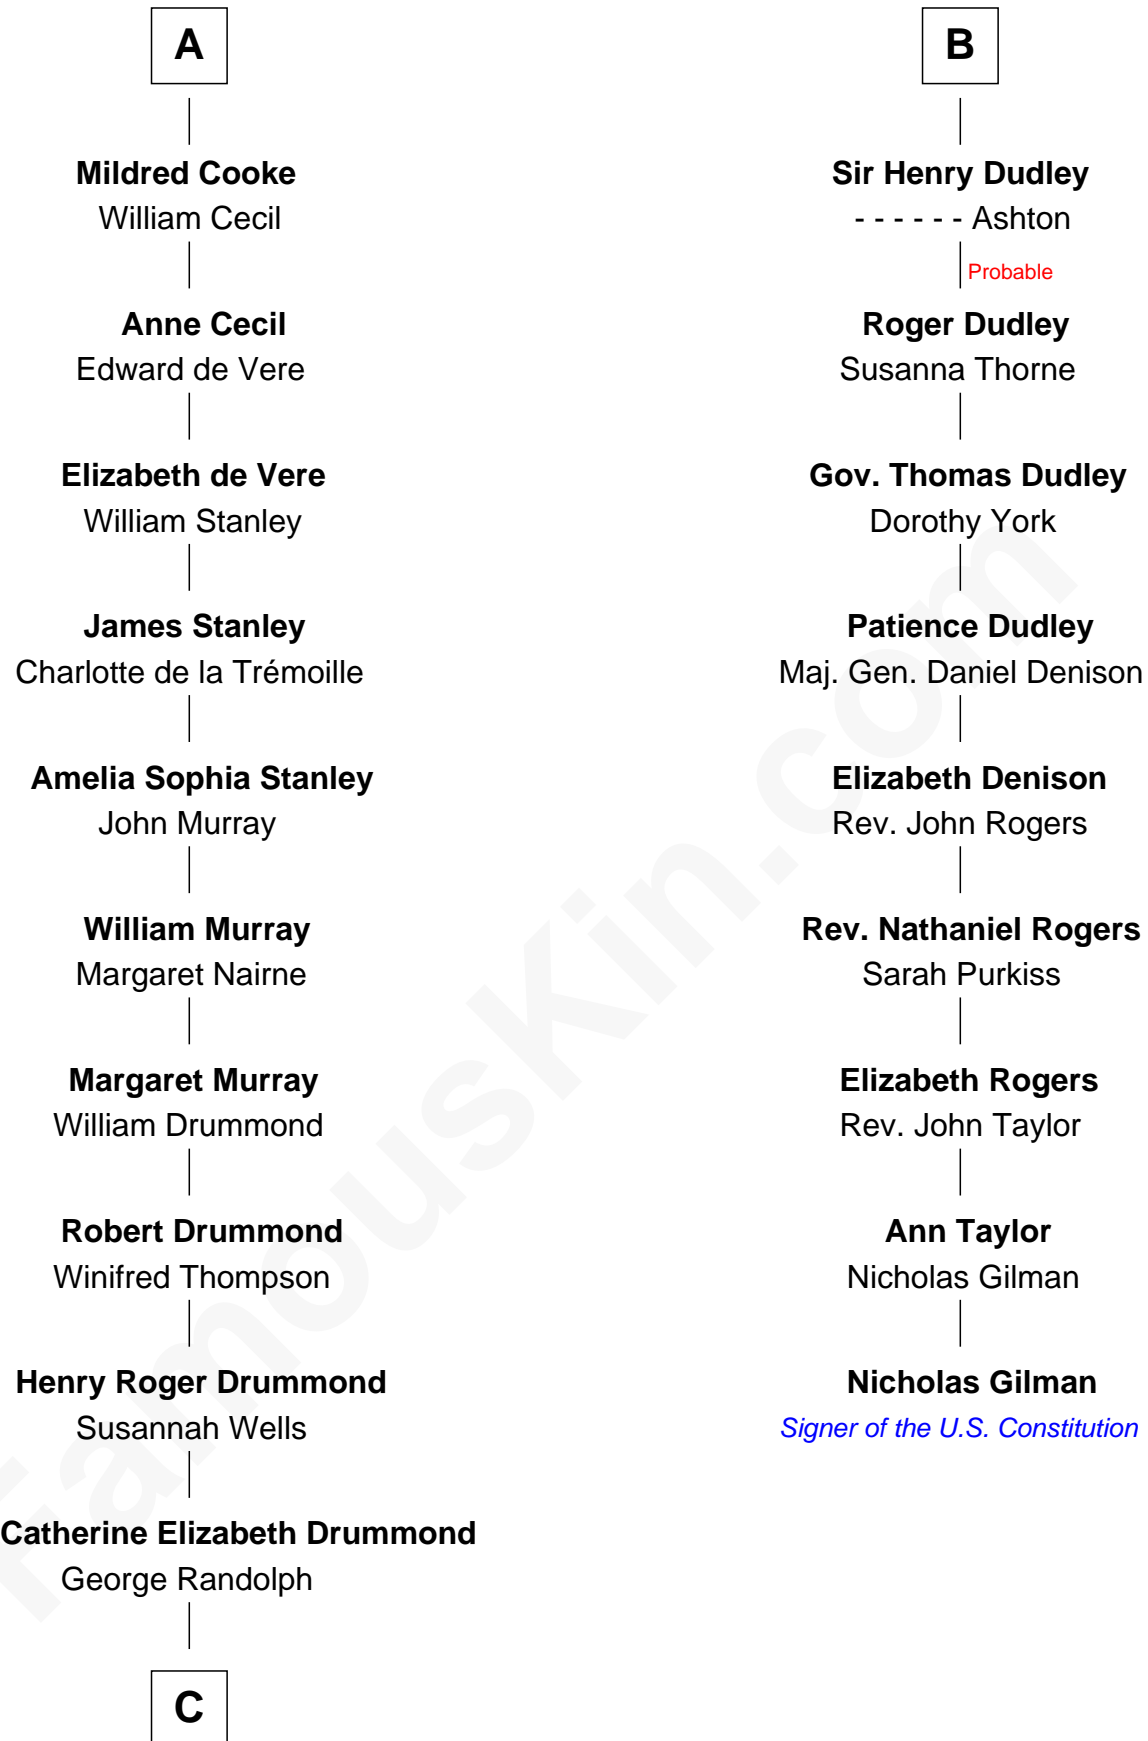 A
Mildred Cooke
William Cecil
Anne Cecil
Edward de Vere
Elizabeth de Vere
William Stanley
James Stanley
Charlotte de la Trémoille
Amelia Sophia Stanley
John Murray
William Murray
Margaret Nairne
Margaret Murray
William Drummond
Robert Drummond
Winifred Thompson
Henry Roger Drummond
Susannah Wells
Catherine Elizabeth Drummond
George Randolph
C
B
Sir Henry Dudley
- - - - - - Ashton
Probable
Roger Dudley
Susanna Thorne
Gov. Thomas Dudley
Dorothy York
Patience Dudley
Maj. Gen. Daniel Denison
Elizabeth Denison
Rev. John Rogers
Rev. Nathaniel Rogers
Sarah Purkiss
Elizabeth Rogers
Rev. John Taylor
Ann Taylor
Nicholas Gilman
Nicholas Gilman
Signer of the U.S. Constitution
FamousKin.com